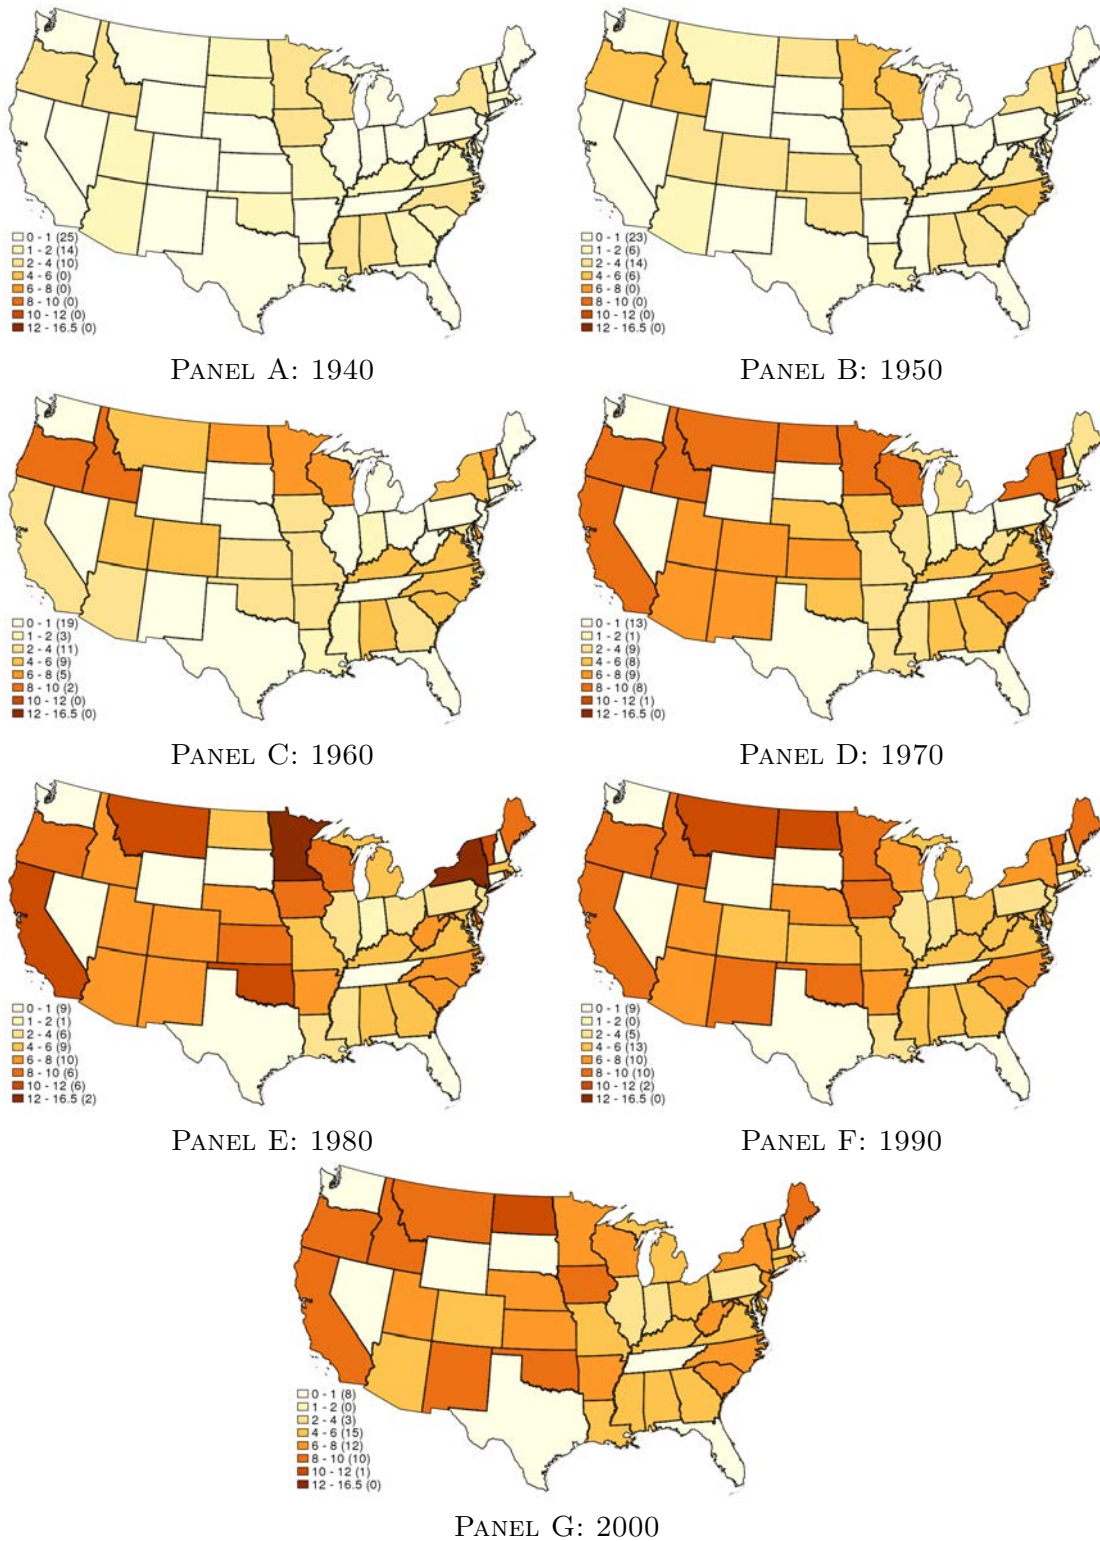 0 - 1 (25)
1 - 2 (14)
2 - 4 (10)
4 - 6 (0)
6 - 8 (0)
8 - 10 (0)
10 - 12 (0)
12 - 16.5 (0)
PANEL A: 1940
0 - 1 (23)
1 - 2 (6)
2 - 4 (14)
4 - 6 (6)
6 - 8 (0)
8 - 10 (0)
10 - 12 (0)
12 - 16.5 (0)
PANEL B: 1950
0 - 1 (19)
1 - 2 (3)
2 - 4 (11)
4 - 6 (9)
6 - 8 (5)
8 - 10 (2)
10 - 12 (0)
12 - 16.5 (0)
PANEL C: 1960
0 - 1 (13)
1 - 2 (1)
2 - 4 (9)
4 - 6 (8)
6 - 8 (9)
8 - 10 (8)
10 - 12 (1)
12 - 16.5 (0)
PANEL D: 1970
0 - 1 (9)
1 - 2 (1)
2 - 4 (6)
4 - 6 (9)
6 - 8 (10)
8 - 10 (6)
10 - 12 (6)
12 - 16.5 (2)
PANEL E: 1980
0 - 1 (9)
1 - 2 (0)
2 - 4 (5)
4 - 6 (13)
6 - 8 (10)
8 - 10 (10)
10 - 12 (2)
12 - 16.5 (0)
PANEL F: 1990
0 - 1 (8)
1 - 2 (0)
2 - 4 (3)
4 - 6 (15)
6 - 8 (12)
8 - 10 (10)
10 - 12 (1)
12 - 16.5 (0)
PANEL G: 2000